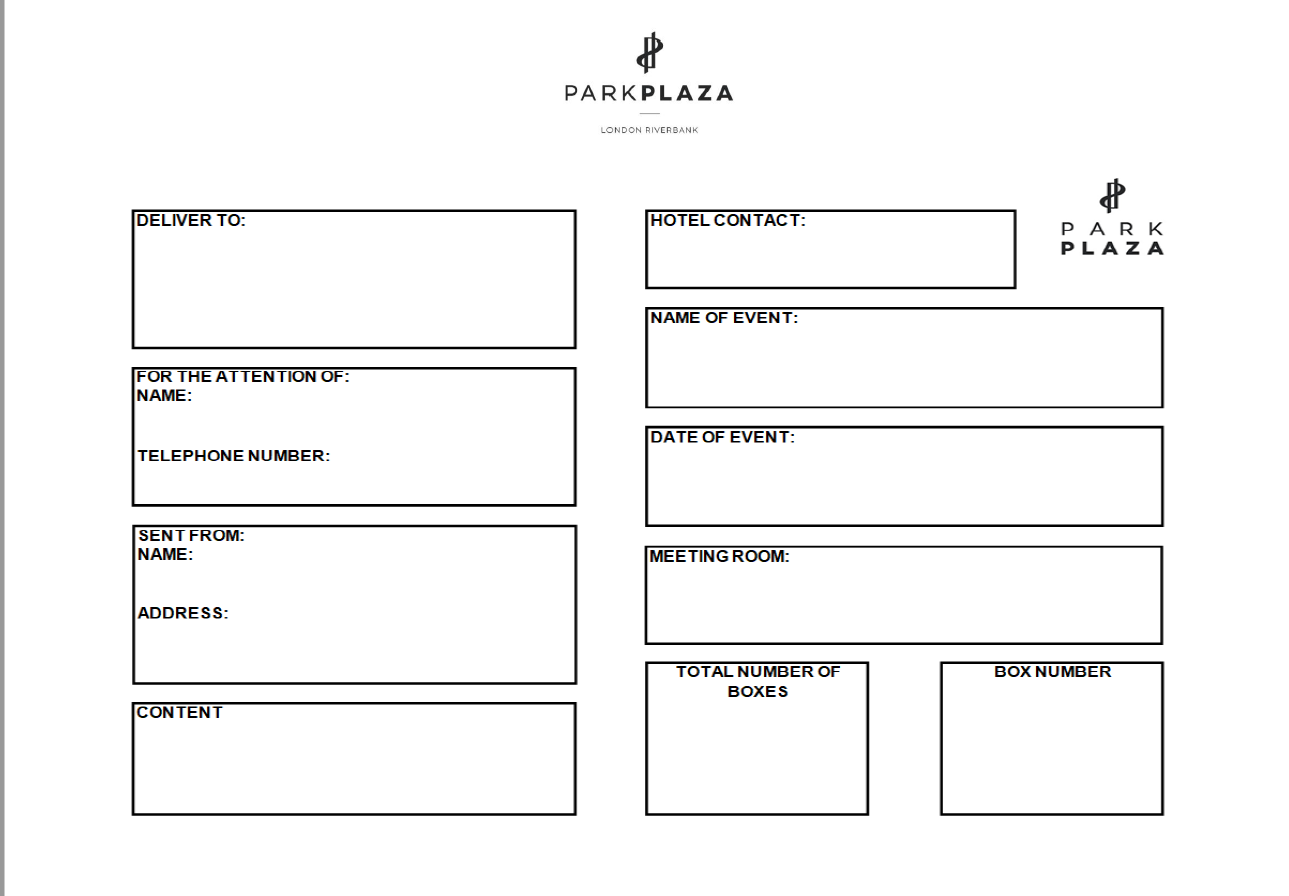 PARKPLAZA
LONDON RIVERBANK
PARK
PLAZA
DELIVER TO:
FOR THE ATTENTION OF:
NAME:
TELEPHONE NUMBER:
SENT FROM:
NAME:
ADDRESS:
CONTENT
HOTEL CONTACT:
NAME OF EVENT:
DATE OF EVENT:
MEETING ROOM:
TOTAL NUMBER OF
BOXES
BOX NUMBER